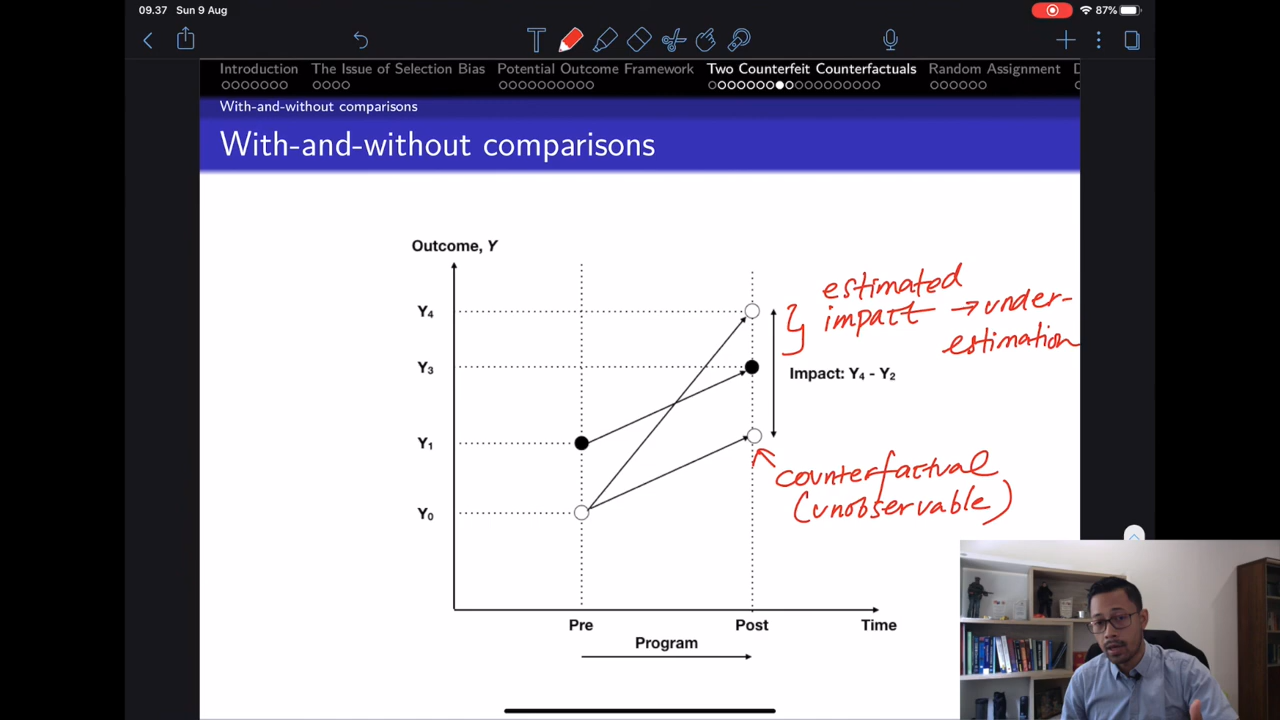 09.37 Sun 9 Aug 87%
Introduction The Issue of Selection Bias Potential Outcome Framework Two Counterfeit Counterfactuals Random Assignment D
With-and-without comparisons
With-and-without comparisons
Outcome, Y
estimated
impact → under-
estimation
Y4
Y3
Impact: Y4 - Y2
Y1
counterfactual
(unobservable)
Y0
Pre Post Time
Program